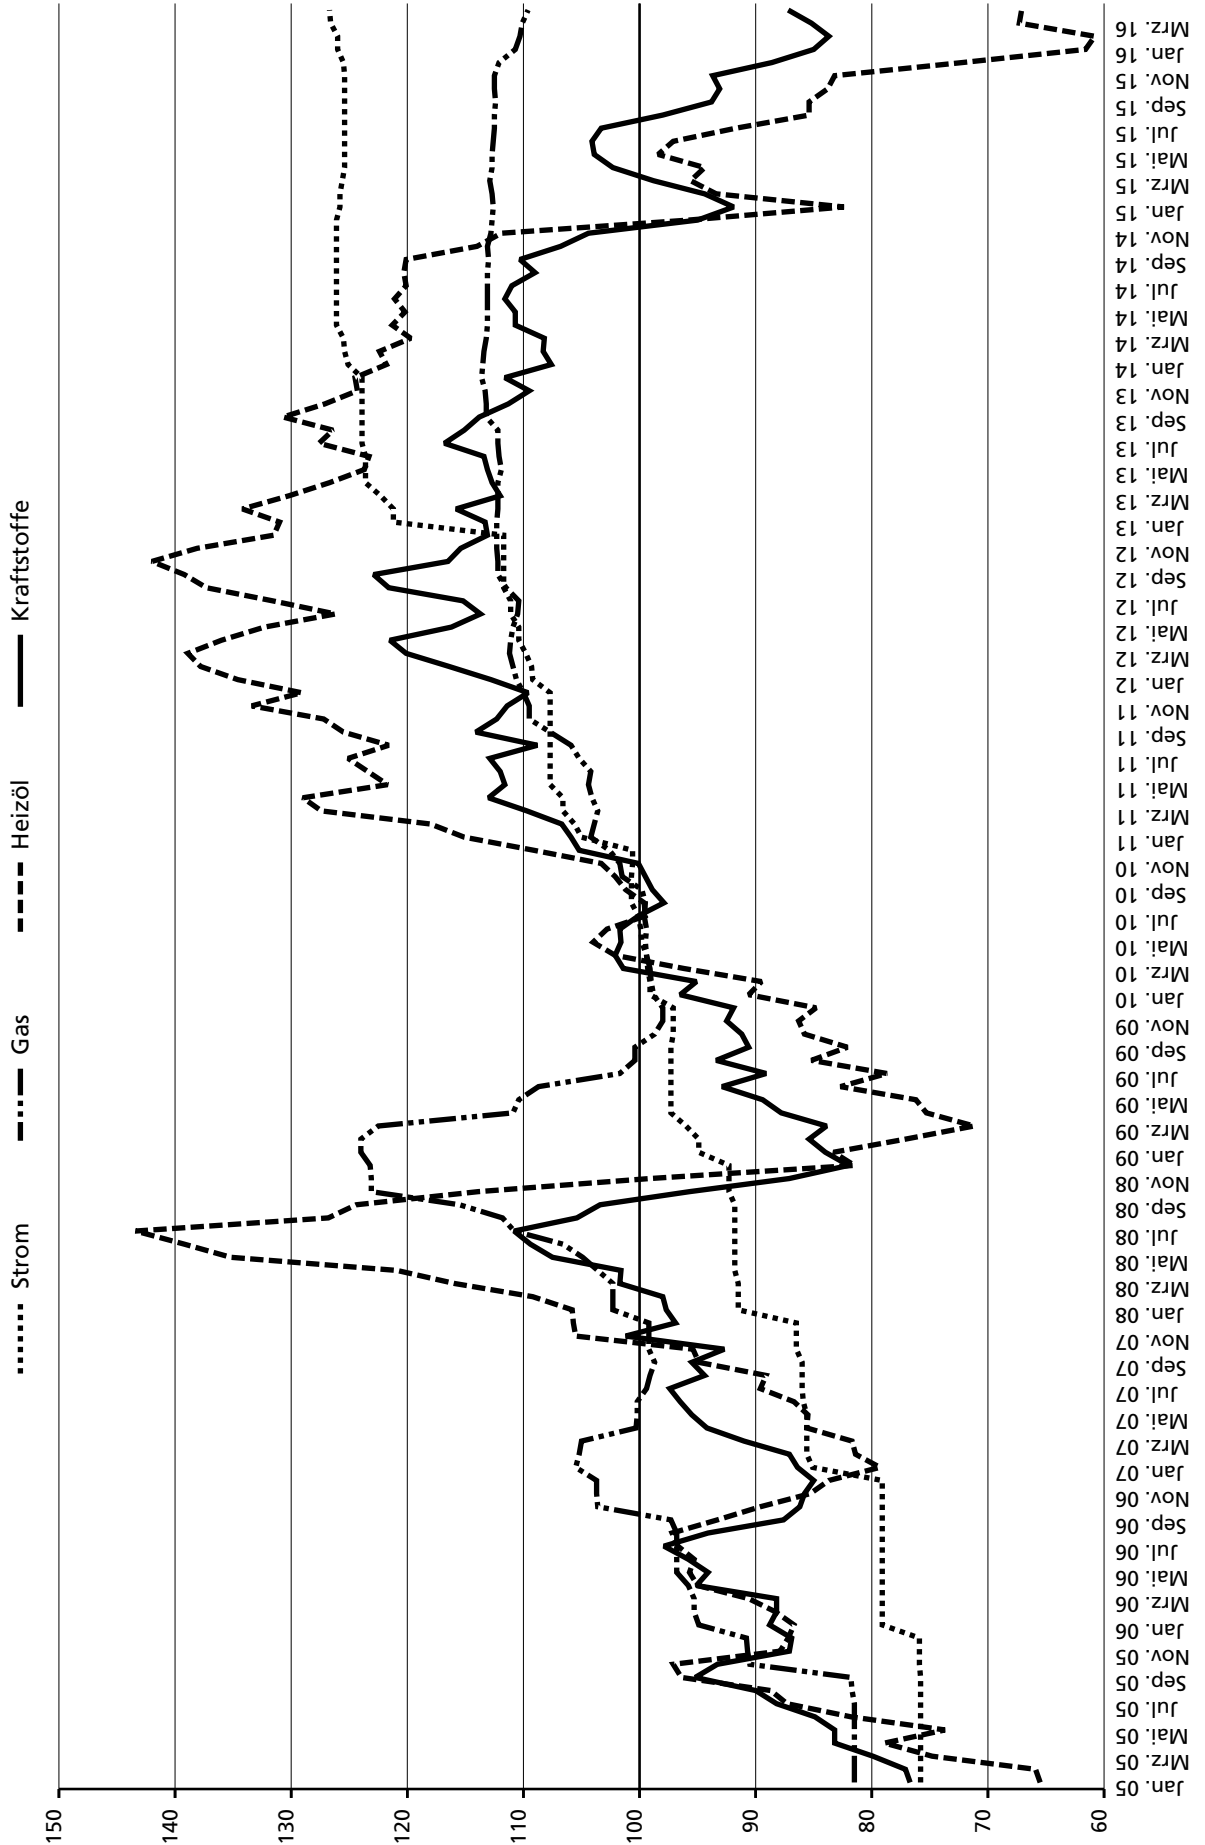 Strom
Gas
Heizöl
Kraftstoffe
150
140
130
120
110
100
90
80
70
60
Jan. 05
Mrz. 05
Mai. 05
Jul. 05
Sep. 05
Nov. 05
Jan. 06
Mrz. 06
Mai. 06
Jul. 06
Sep. 06
Nov. 06
Jan. 07
Mrz. 07
Mai. 07
Jul. 07
Sep. 07
Nov. 07
Jan. 08
Mrz. 08
Mai. 08
Jul. 08
Sep. 08
Nov. 08
Jan. 09
Mrz. 09
Mai. 09
Jul. 09
Sep. 09
Nov. 09
Jan. 10
Mrz. 10
Mai. 10
Jul. 10
Sep. 10
Nov. 10
Jan. 11
Mrz. 11
Mai. 11
Jul. 11
Sep. 11
Nov. 11
Jan. 12
Mrz. 12
Mai. 12
Jul. 12
Sep. 12
Nov. 12
Jan. 13
Mrz. 13
Mai. 13
Jul. 13
Sep. 13
Nov. 13
Jan. 14
Mrz. 14
Mai. 14
Jul. 14
Sep. 14
Nov. 14
Jan. 15
Mrz. 15
Mai. 15
Jul. 15
Sep. 15
Nov. 15
Jan. 16
Mrz. 16